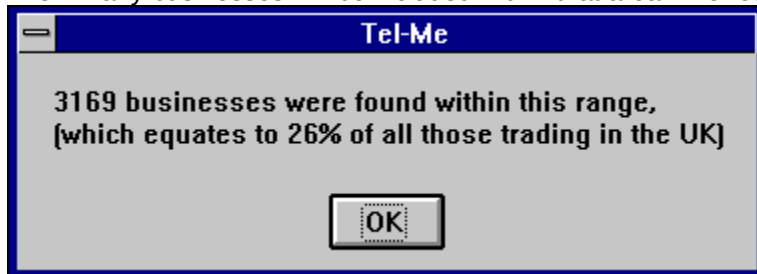 Tel-Me
3169 businesses were found within this range,
(which equates to 26% of all those trading in the UK)
OK